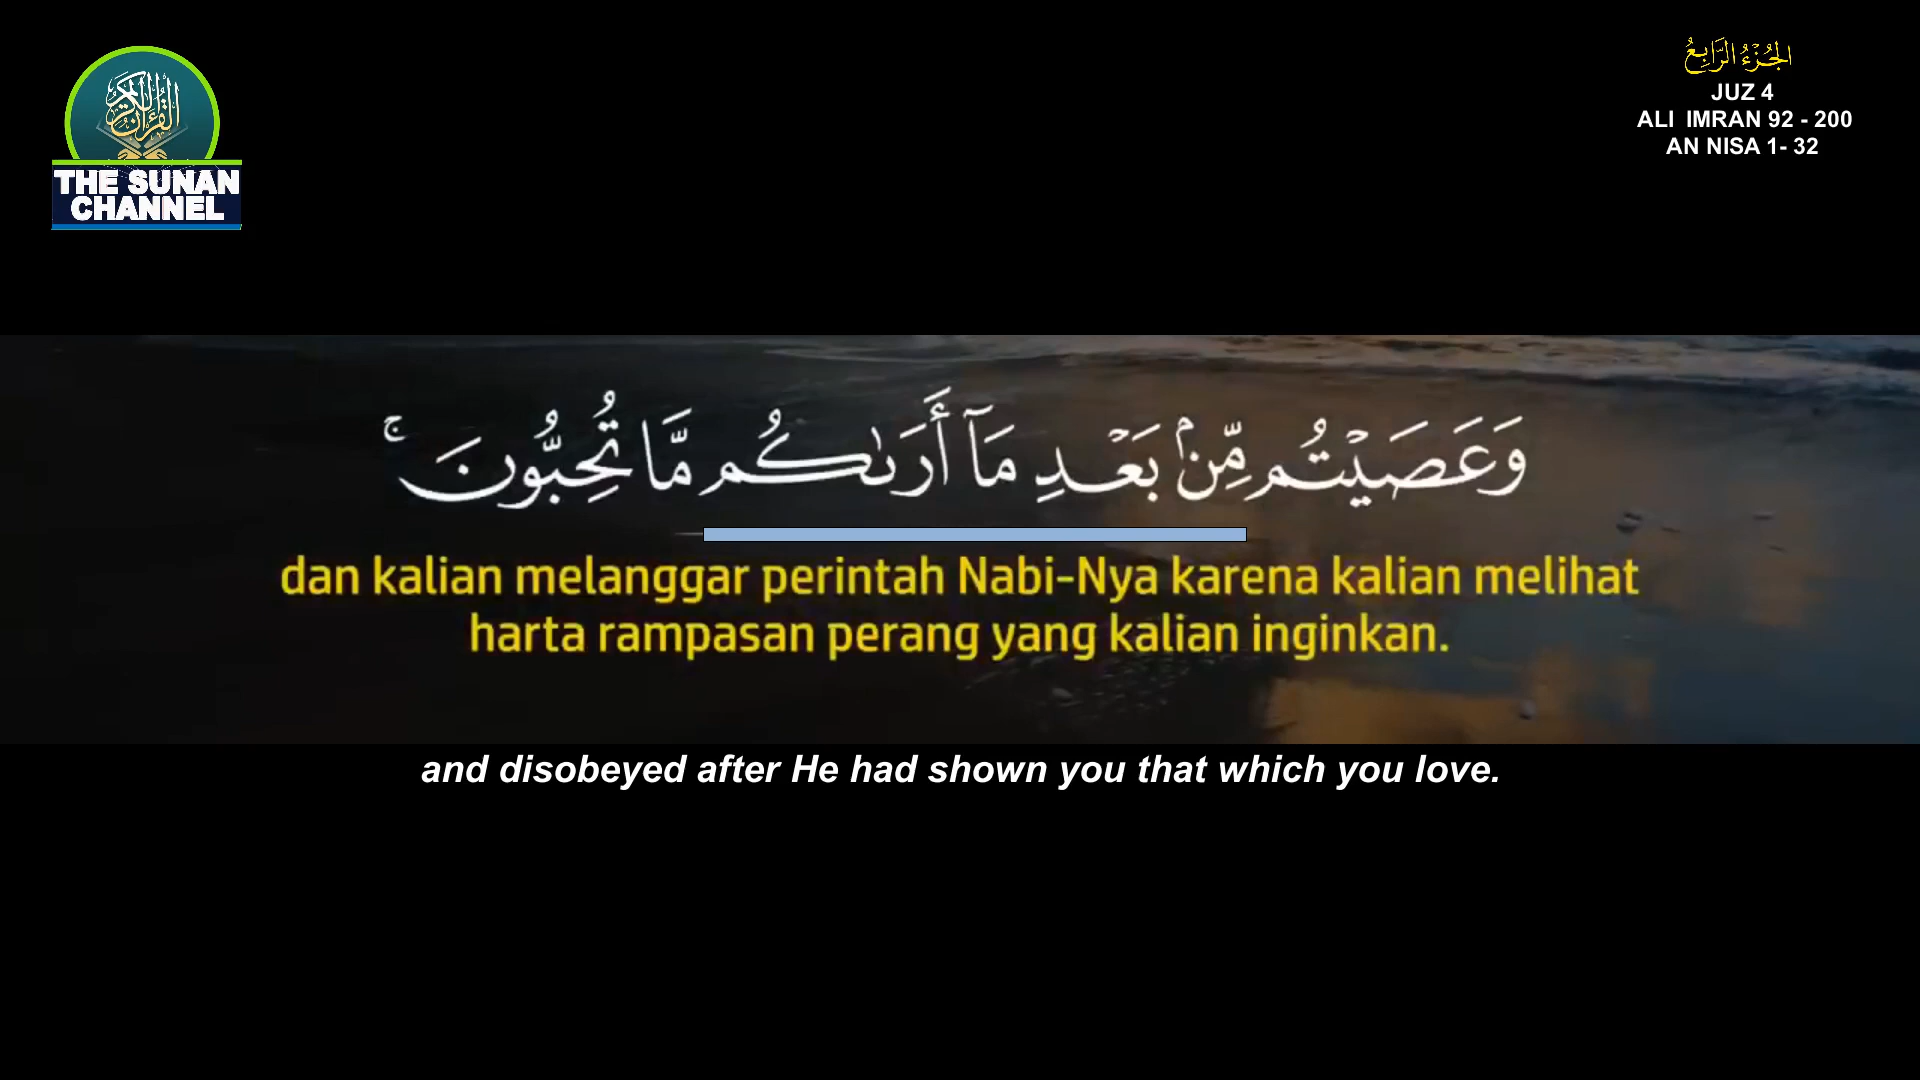 القرآن الكريم
THE SUNAN
CHANNEL
الجُزْءُ الرَّابِعُ
JUZ 4
ALI IMRAN 92 - 200
AN NISA 1- 32
وَعَصَيْتُم مِّنۢ بَعْدِ مَآ أَرَىٰكُم مَّا تُحِبُّونَ ۚ
dan kalian melanggar perintah Nabi-Nya karena kalian melihat
harta rampasan perang yang kalian inginkan.
and disobeyed after He had shown you that which you love.